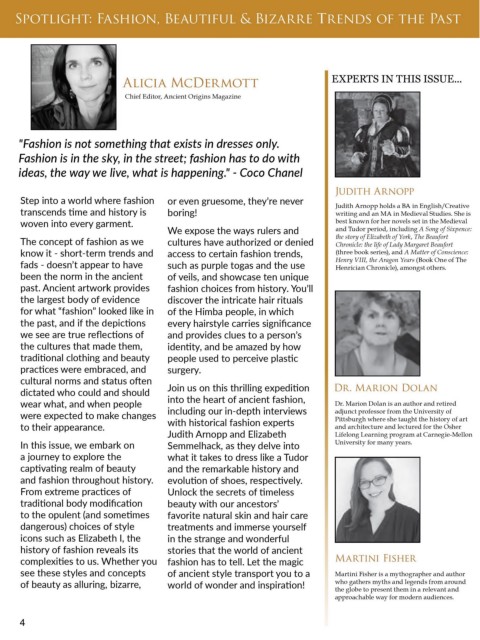 Spotlight: Fashion, Beautiful & Bizarre Trends of the Past
Alicia McDermott
Chief Editor, Ancient Origins Magazine
"Fashion is not something that exists in dresses only.
Fashion is in the sky, in the street; fashion has to do with
ideas, the way we live, what is happening." - Coco Chanel
Step into a world where fashion
transcends time and history is
woven into every garment.
The concept of fashion as we
know it - short-term trends and
fads - doesn't appear to have
been the norm in the ancient
past. Ancient artwork provides
the largest body of evidence
for what "fashion" looked like in
the past, and if the depictions
we see are true reflections of
the cultures that made them,
traditional clothing and beauty
practices were embraced, and
cultural norms and status often
dictated who could and should
wear what, and when people
were expected to make changes
to their appearance.
In this issue, we embark on
a journey to explore the
captivating realm of beauty
and fashion throughout history.
From extreme practices of
traditional body modification
to the opulent (and sometimes
dangerous) choices of style
icons such as Elizabeth I, the
history of fashion reveals its
complexities to us. Whether you
see these styles and concepts
of beauty as alluring, bizarre,
or even gruesome, they're never
boring!
We expose the ways rulers and
cultures have authorized or denied
access to certain fashion trends,
such as purple togas and the use
of veils, and showcase ten unique
fashion choices from history. You'll
discover the intricate hair rituals
of the Himba people, in which
every hairstyle carries significance
and provides clues to a person's
identity, and be amazed by how
people used to perceive plastic
surgery.
Join us on this thrilling expedition
into the heart of ancient fashion,
including our in-depth interviews
with historical fashion experts
Judith Arnopp and Elizabeth
Semmelhack, as they delve into
what it takes to dress like a Tudor
and the remarkable history and
evolution of shoes, respectively.
Unlock the secrets of timeless
beauty with our ancestors'
favorite natural skin and hair care
treatments and immerse yourself
in the strange and wonderful
stories that the world of ancient
fashion has to tell. Let the magic
of ancient style transport you to a
world of wonder and inspiration!
EXPERTS IN THIS ISSUE...
Judith Arnopp
Judith Arnopp holds a BA in English/Creative
writing and an MA in Medieval Studies. She is
best known for her novels set in the Medieval
and Tudor period, including A Song of Sixpence:
the story of Elizabeth of York, The Beaufort
Chronicle: the life of Lady Margaret Beaufort
(three book series), and A Matter of Conscience:
Henry VIII, the Aragon Years (Book One of The
Henrician Chronicle), amongst others.
Dr. Marion Dolan
Dr. Marion Dolan is an author and retired
adjunct professor from the University of
Pittsburgh where she taught the history of art
and architecture and lectured for the Osher
Lifelong Learning program at Carnegie-Mellon
University for many years.
Martini Fisher
Martini Fisher is a mythographer and author
who gathers myths and legends from around
the globe to present them in a relevant and
approachable way for modern audiences.
4